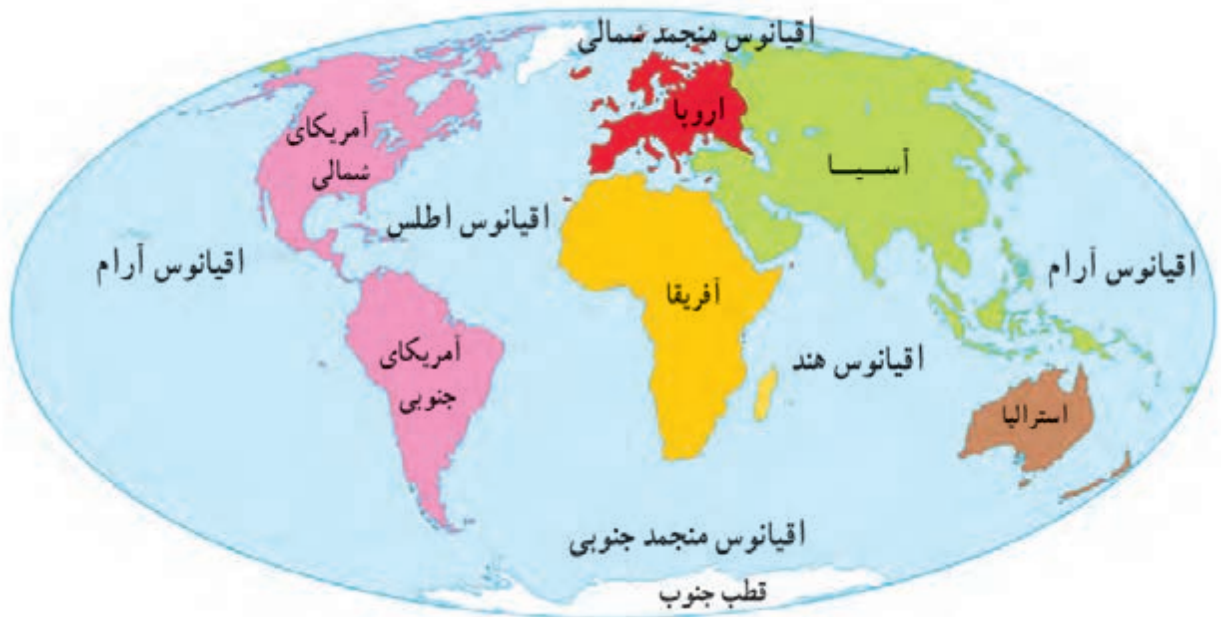 اقیانوس منجمد شمالی
اروپا
آسیا
آمریکای
شمالی
اقیانوس اطلس
اقیانوس آرام
اقیانوس آرام
آفریقا
آمریکای
جنوبی
اقیانوس هند
استرالیا
اقیانوس منجمد جنوبی
قطب جنوب